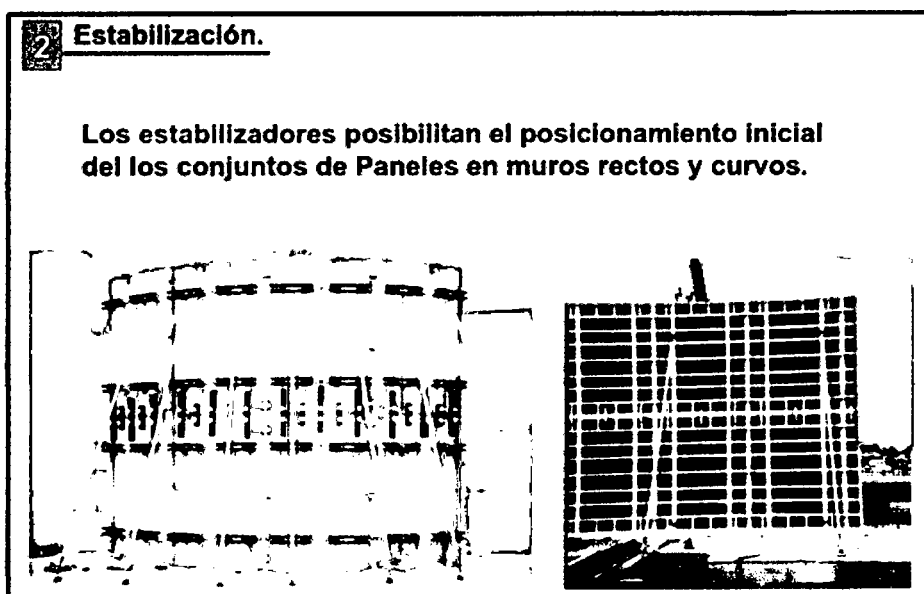 2 Estabilización.
Los estabilizadores posibilitan el posicionamiento inicial
del los conjuntos de Paneles en muros rectos y curvos.